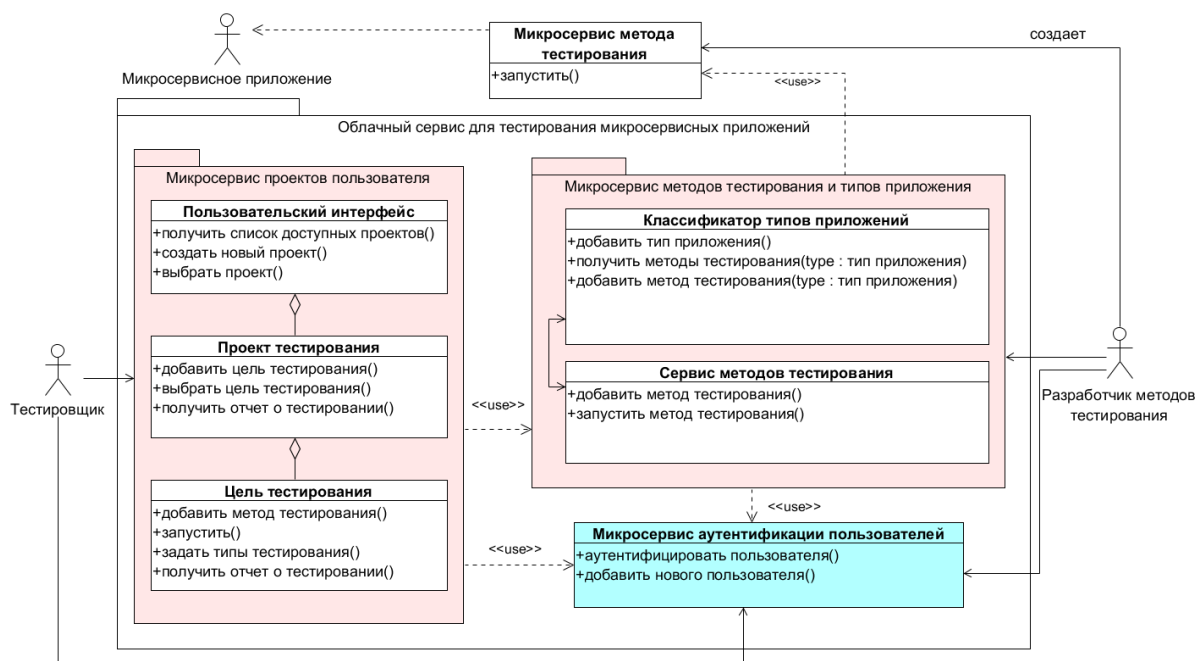 Микросервис метода
тестирования
+запустить()
создает
<<use>>
Микросервисное приложение
Облачный сервис для тестирования микросервисных приложений
Микросервис проектов пользователя
Пользовательский интерфейс
+получить список доступных проектов()
+создать новый проект()
+выбрать проект()
Проект тестирования
+добавить цель тестирования()
+выбрать цель тестирования()
+получить отчет о тестировании()
Цель тестирования
+добавить метод тестирования()
+запустить()
+задать типы тестирования()
+получить отчет о тестировании()
Тестировщик
<<use>>
<<use>>
Микросервис методов тестирования и типов приложения
Классификатор типов приложений
+добавить тип приложения()
+получить методы тестирования(type : тип приложения)
+добавить метод тестирования(type : тип приложения)
Сервис методов тестирования
+добавить метод тестирования()
+запустить метод тестирования()
Разработчик методов
тестирования
<<use>>
Микросервис аутентификации пользователей
+аутентифицировать пользователя()
+добавить нового пользователя()